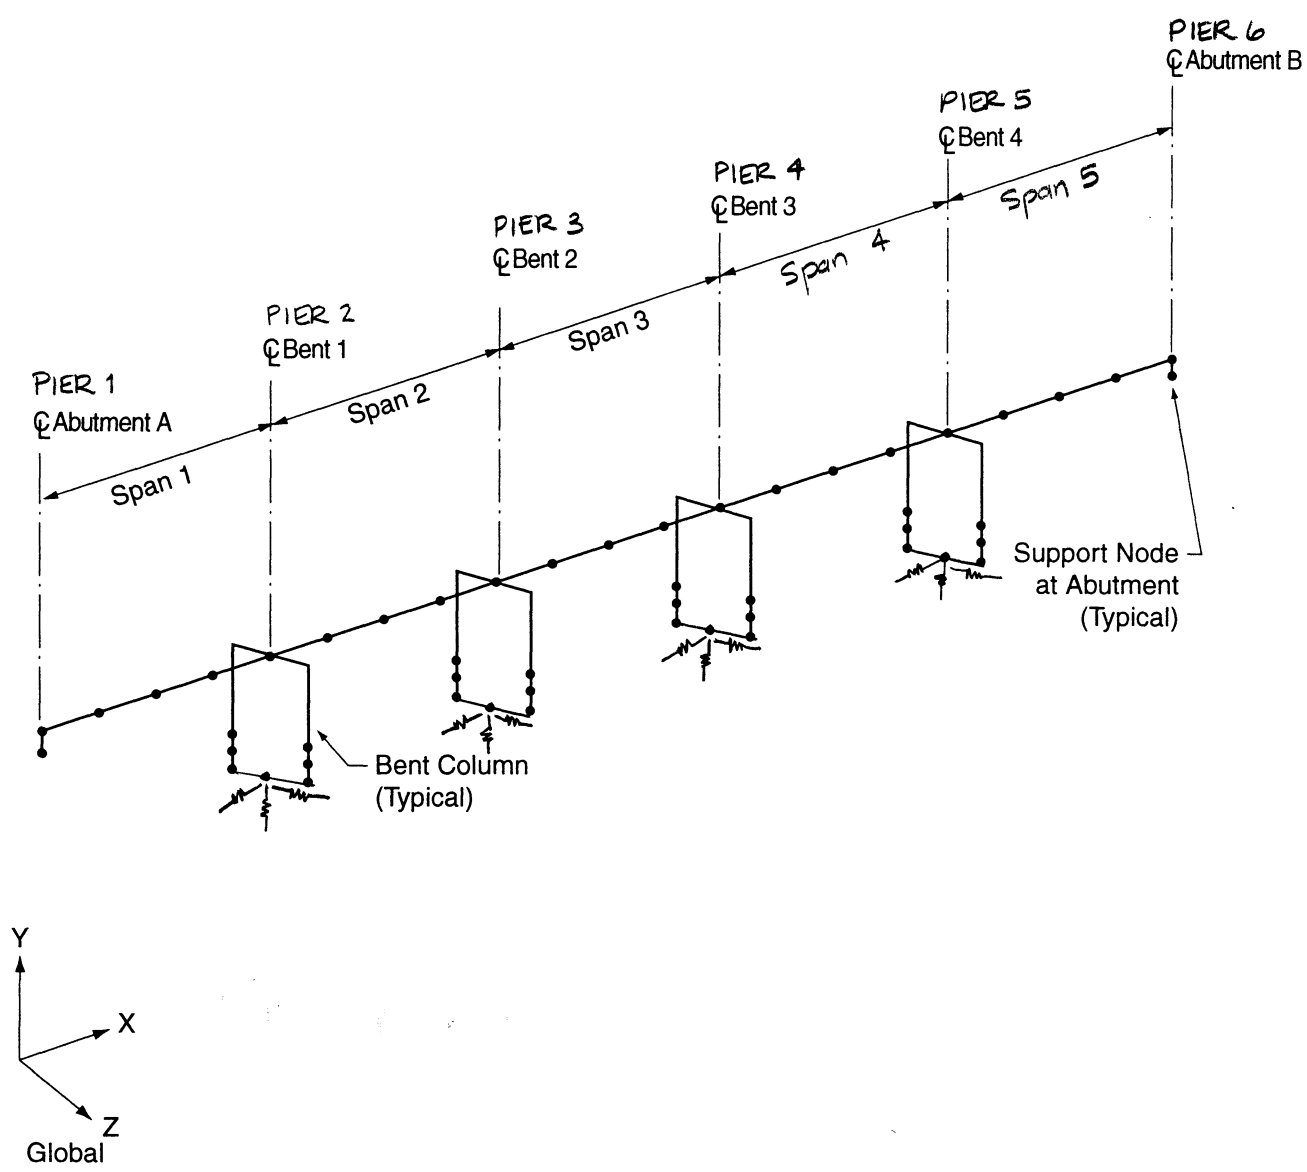 PIER 6
℄ Abutment B
PIER 5
℄ Bent 4
PIER 4
℄ Bent 3
Span 5
PIER 3
℄ Bent 2
Span 4
PIER 2
℄ Bent 1
Span 3
PIER 1
℄ Abutment A
Span 2
Span 1
Support Node
at Abutment
(Typical)
Bent Column
(Typical)
Y
X
Z
Global